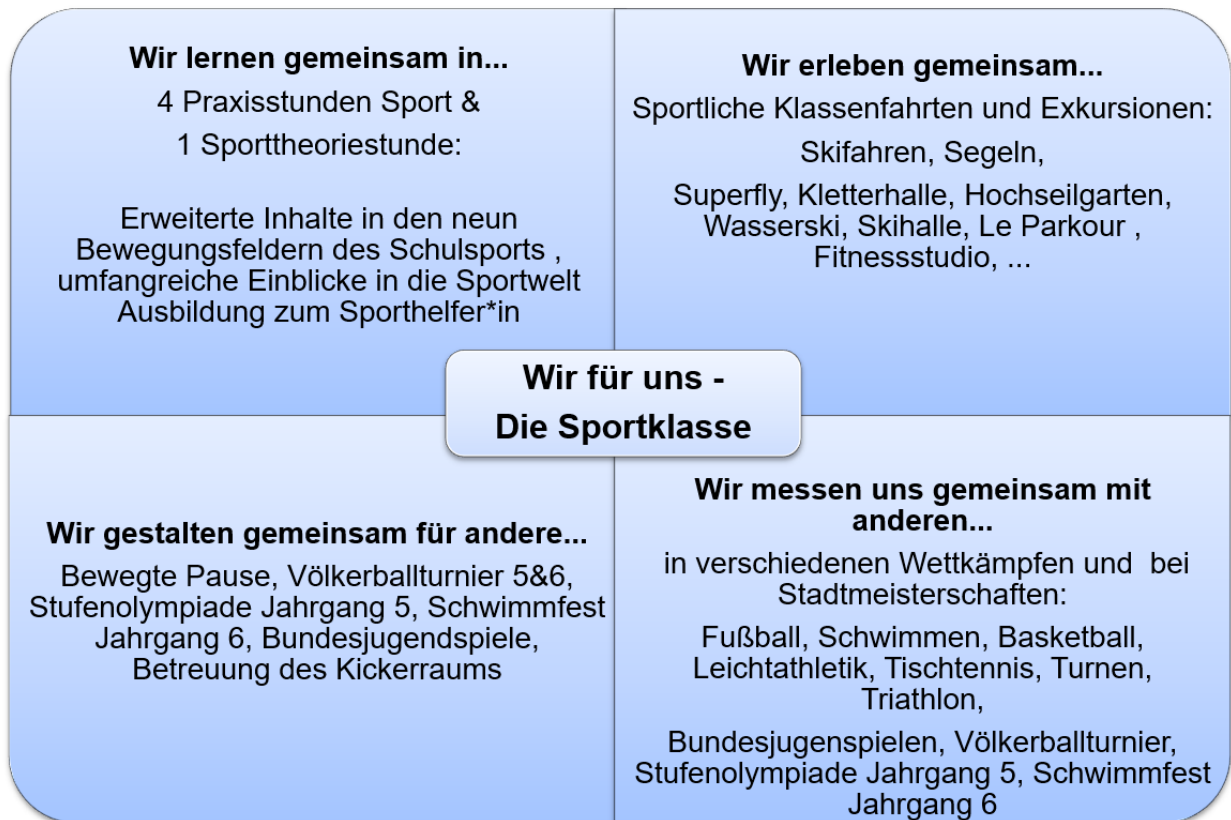 Wir lernen gemeinsam in...
4 Praxisstunden Sport &
1 Sporttheoriestunde:
Erweiterte Inhalte in den neun
Bewegungsfeldern des Schulsports ,
umfangreiche Einblicke in die Sportwelt
Ausbildung zum Sporthelfer*in
Wir erleben gemeinsam...
Sportliche Klassenfahrten und Exkursionen:
Skifahren, Segeln,
Superfly, Kletterhalle, Hochseilgarten,
Wasserski, Skihalle, Le Parkour ,
Fitnessstudio, ...
Wir für uns -
Die Sportklasse
Wir gestalten gemeinsam für andere...
Bewegte Pause, Völkerballturnier 5&6,
Stufenolympiade Jahrgang 5, Schwimmfest
Jahrgang 6, Bundesjugendspiele,
Betreuung des Kickerraums
Wir messen uns gemeinsam mit
anderen...
in verschiedenen Wettkämpfen und  bei
Stadtmeisterschaften:
Fußball, Schwimmen, Basketball,
Leichtathletik, Tischtennis, Turnen,
Triathlon,
Bundesjugenspielen, Völkerballturnier,
Stufenolympiade Jahrgang 5, Schwimmfest
Jahrgang 6